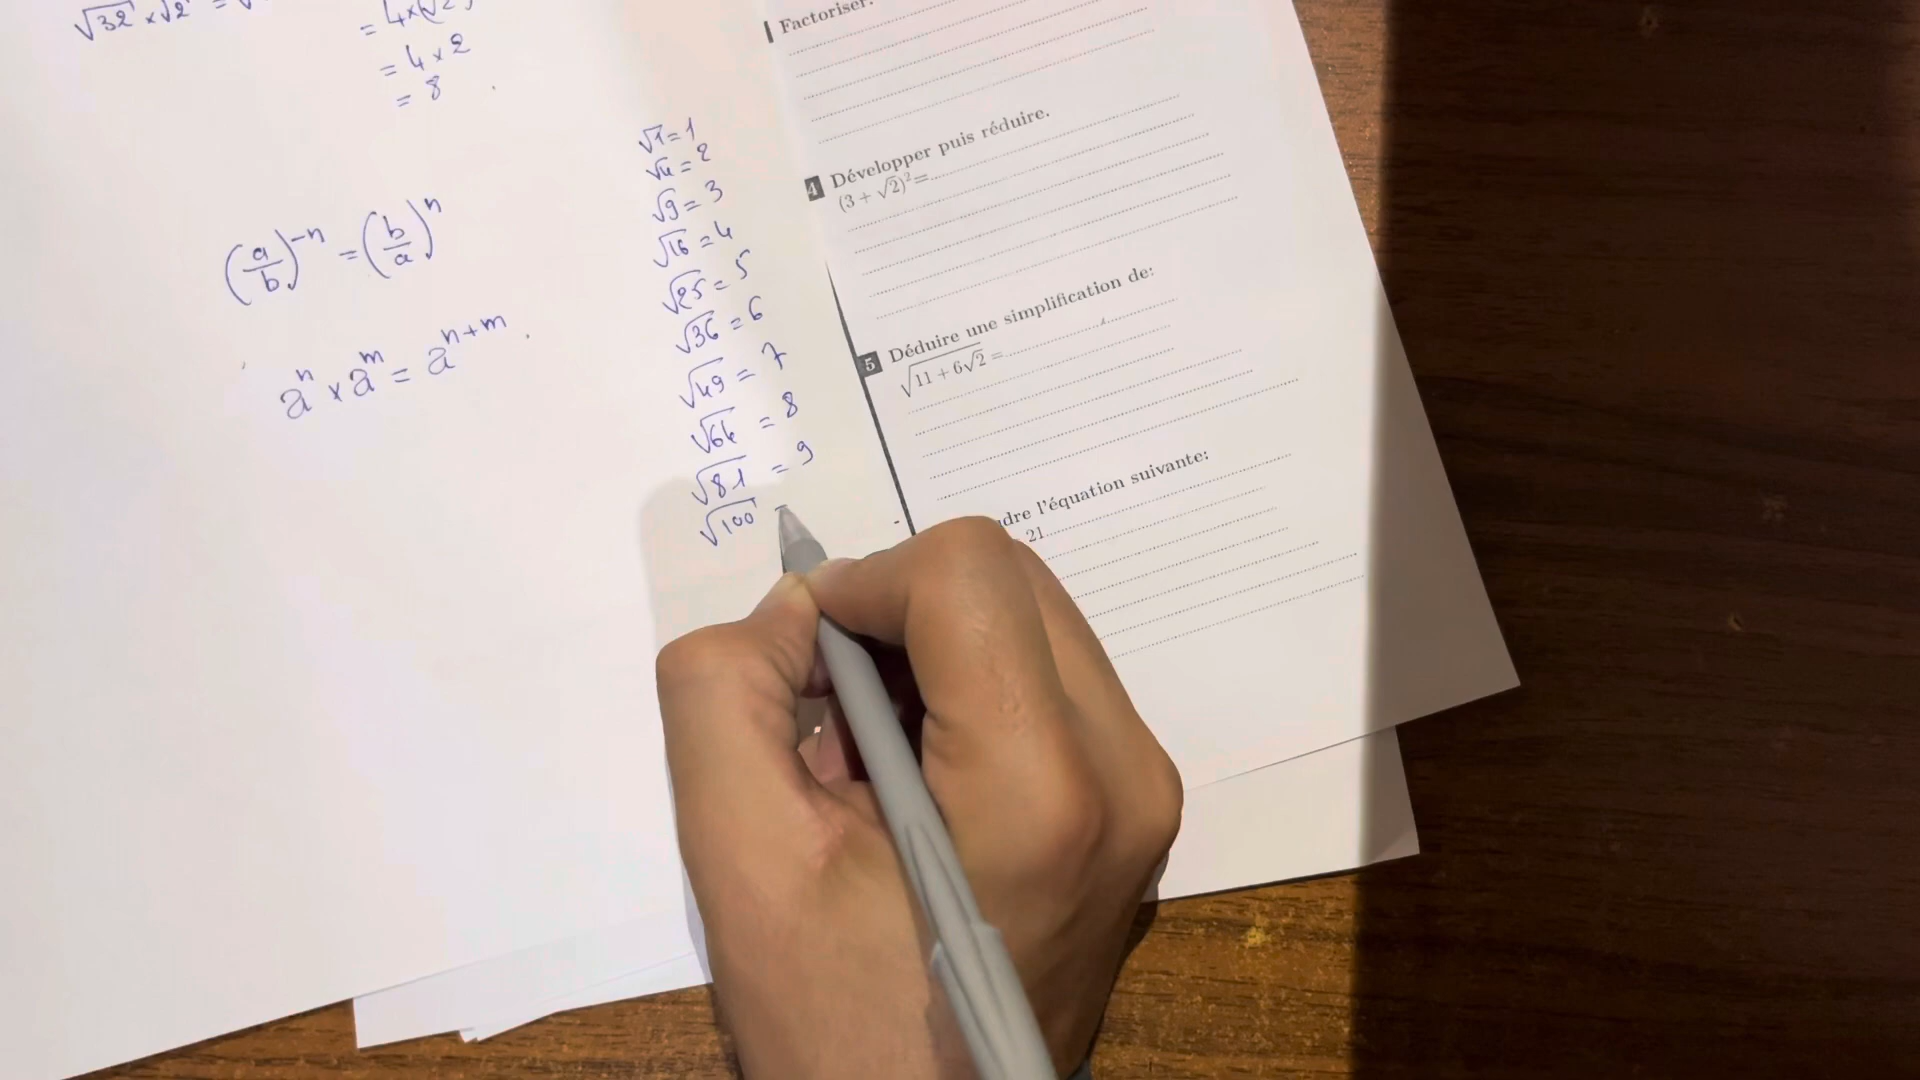 √32 × √2 =
= 4×(√2)
= 4 × 2
= 8
(a/b)^-n = (b/a)^n
a^n × a^m = a^n+m .
√1 = 1
√4 = 2
√9 = 3
√16 = 4
√25 = 5
√36 = 6
√49 = 7
√64 = 8
√81 = 9
√100 =
Factoriser.
4 Développer puis réduire.
(3 + √2)² =
5 Déduire une simplification de:
√(11 + 6√2) =
l'équation suivante:
21